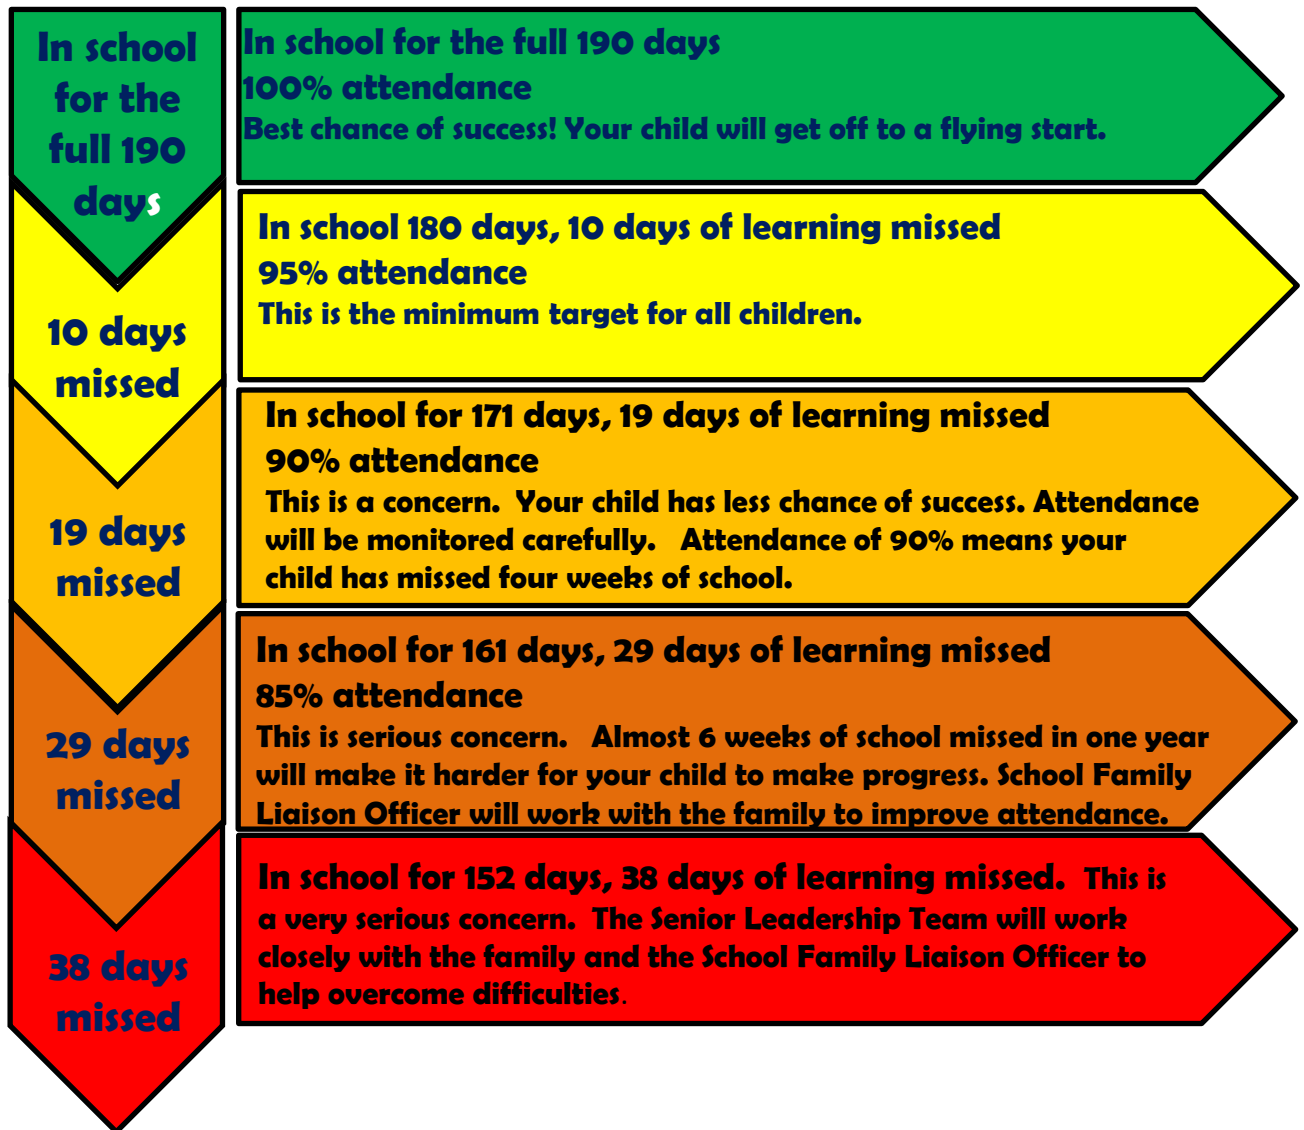 In school
for the
full 190
days
In school for the full 190 days
100% attendance
Best chance of success! Your child will get off to a flying start.
10 days
missed
In school 180 days, 10 days of learning missed
95% attendance
This is the minimum target for all children.
19 days
missed
In school for 171 days, 19 days of learning missed
90% attendance
This is a concern.  Your child has less chance of success. Attendance
will be monitored carefully.   Attendance of 90% means your
child has missed four weeks of school.
29 days
missed
In school for 161 days, 29 days of learning missed
85% attendance
This is serious concern.   Almost 6 weeks of school missed in one year
will make it harder for your child to make progress. School Family
Liaison Officer will work with the family to improve attendance.
38 days
missed
In school for 152 days, 38 days of learning missed.  This is
a very serious concern.  The Senior Leadership Team will work
closely with the family and the School Family Liaison Officer to
help overcome difficulties.